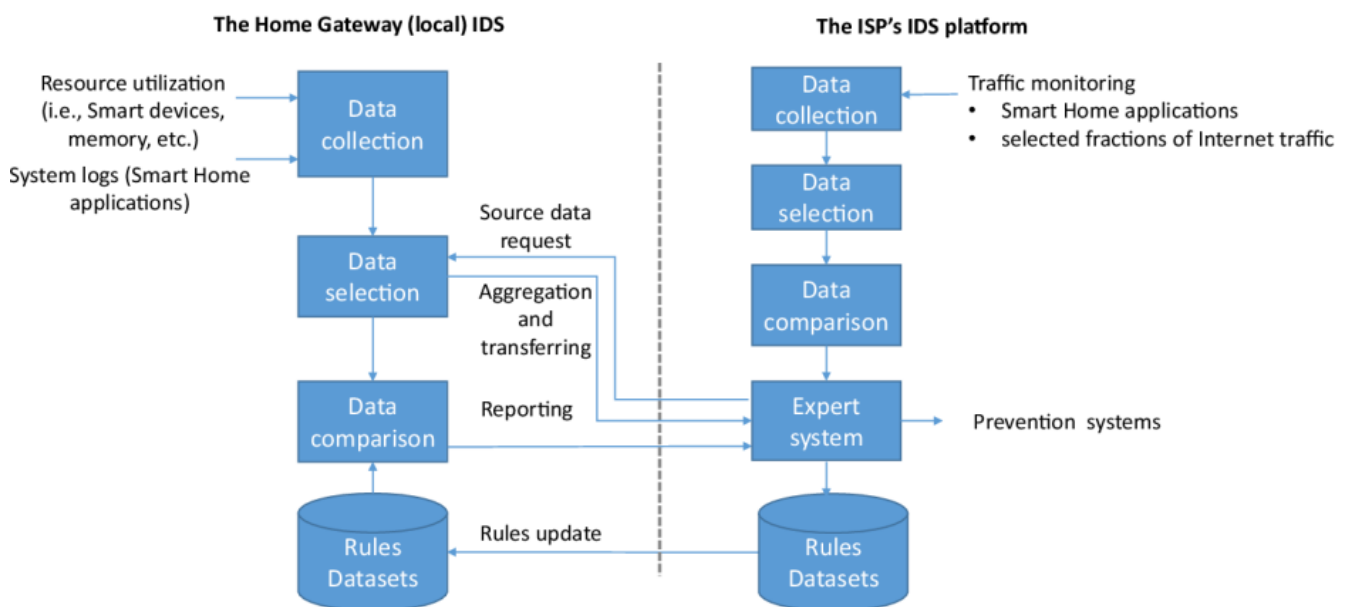 The Home Gateway (local) IDS
The ISP's IDS platform
Resource utilization
(i.e., Smart devices,
memory, etc.)
System logs (Smart Home
applications)
Data
collection
Data
selection
Data
comparison
Rules
Datasets
Source data
request
Aggregation
and
transferring
Reporting
Rules update
Data
collection
Data
selection
Data
comparison
Expert
system
Rules
Datasets
Traffic monitoring
• Smart Home applications
• selected fractions of Internet traffic
Prevention systems